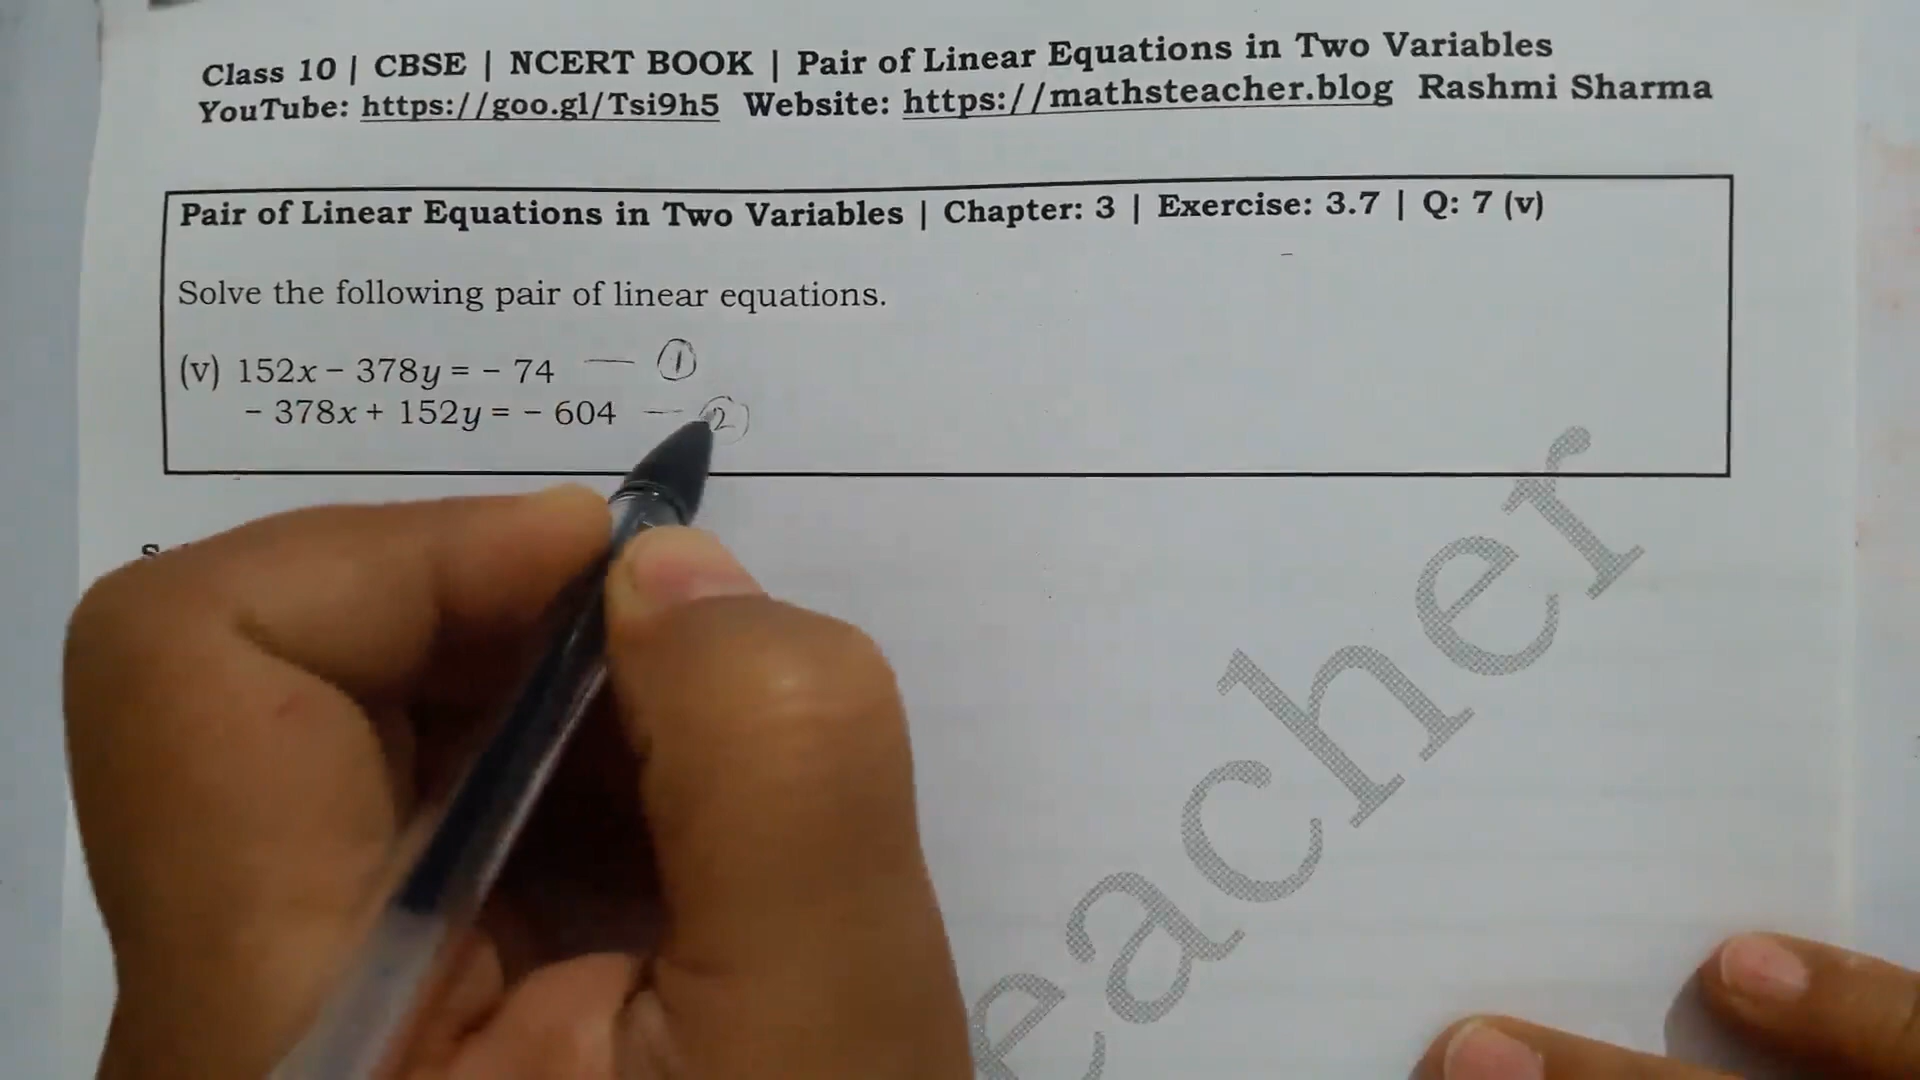 Class 10 | CBSE | NCERT BOOK | Pair of Linear Equations in Two Variables
YouTube: https://goo.gl/Tsi9h5 Website: https://mathsteacher.blog Rashmi Sharma
Pair of Linear Equations in Two Variables | Chapter: 3 | Exercise: 3.7 | Q: 7 (v)
Solve the following pair of linear equations.
(v) 152x − 378y = − 74 — ①
− 378x + 152y = − 604 — ②
eacher